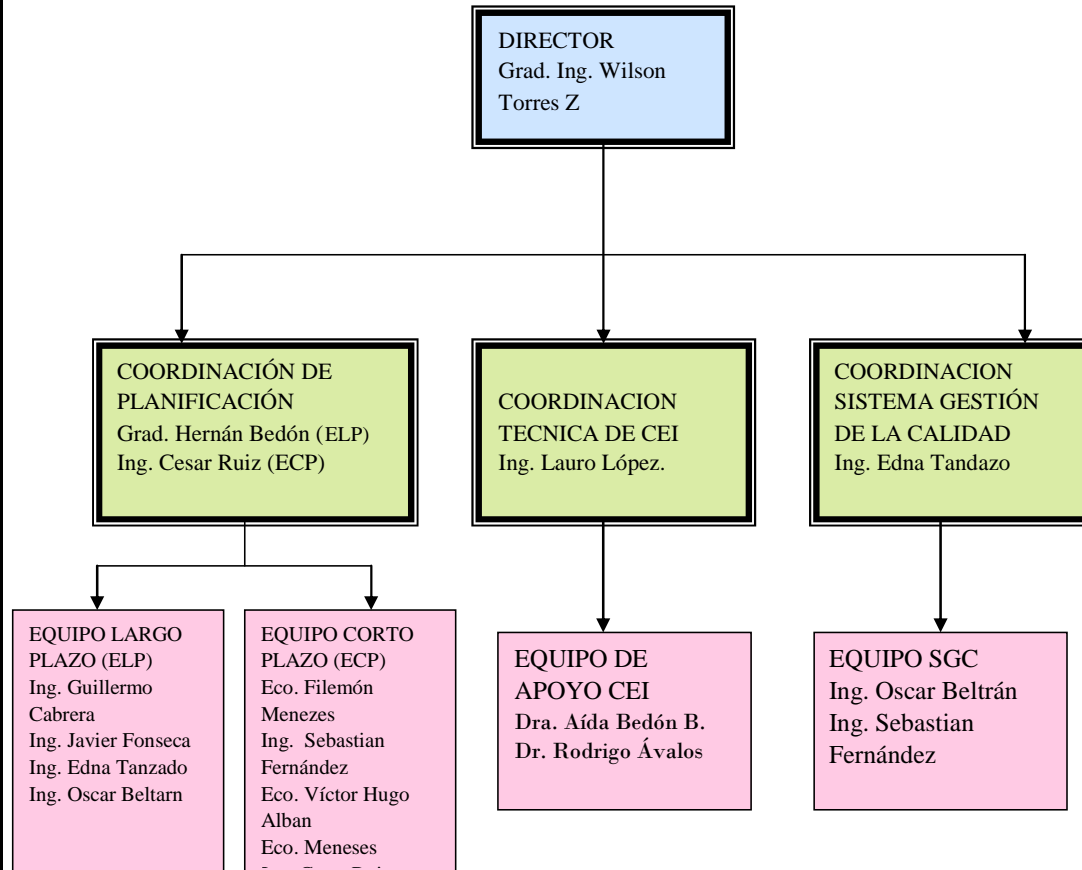 DIRECTOR
Grad. Ing. Wilson
Torres Z
COORDINACIÓN DE
PLANIFICACIÓN
Grad. Hernán Bedón (ELP)
Ing. Cesar Ruiz (ECP)
COORDINACION
TECNICA DE CEI
Ing. Lauro López.
COORDINACION
SISTEMA GESTIÓN
DE LA CALIDAD
Ing. Edna Tandazo
EQUIPO LARGO
PLAZO (ELP)
Ing. Guillermo
Cabrera
Ing. Javier Fonseca
Ing. Edna Tanzado
Ing. Oscar Beltarn
EQUIPO CORTO
PLAZO (ECP)
Eco. Filemón
Menezes
Ing. Sebastian
Fernández
Eco. Víctor Hugo
Alban
Eco. Meneses
EQUIPO DE
APOYO CEI
Dra. Aída Bedón B.
Dr. Rodrigo Ávalos
EQUIPO SGC
Ing. Oscar Beltrán
Ing. Sebastian
Fernández